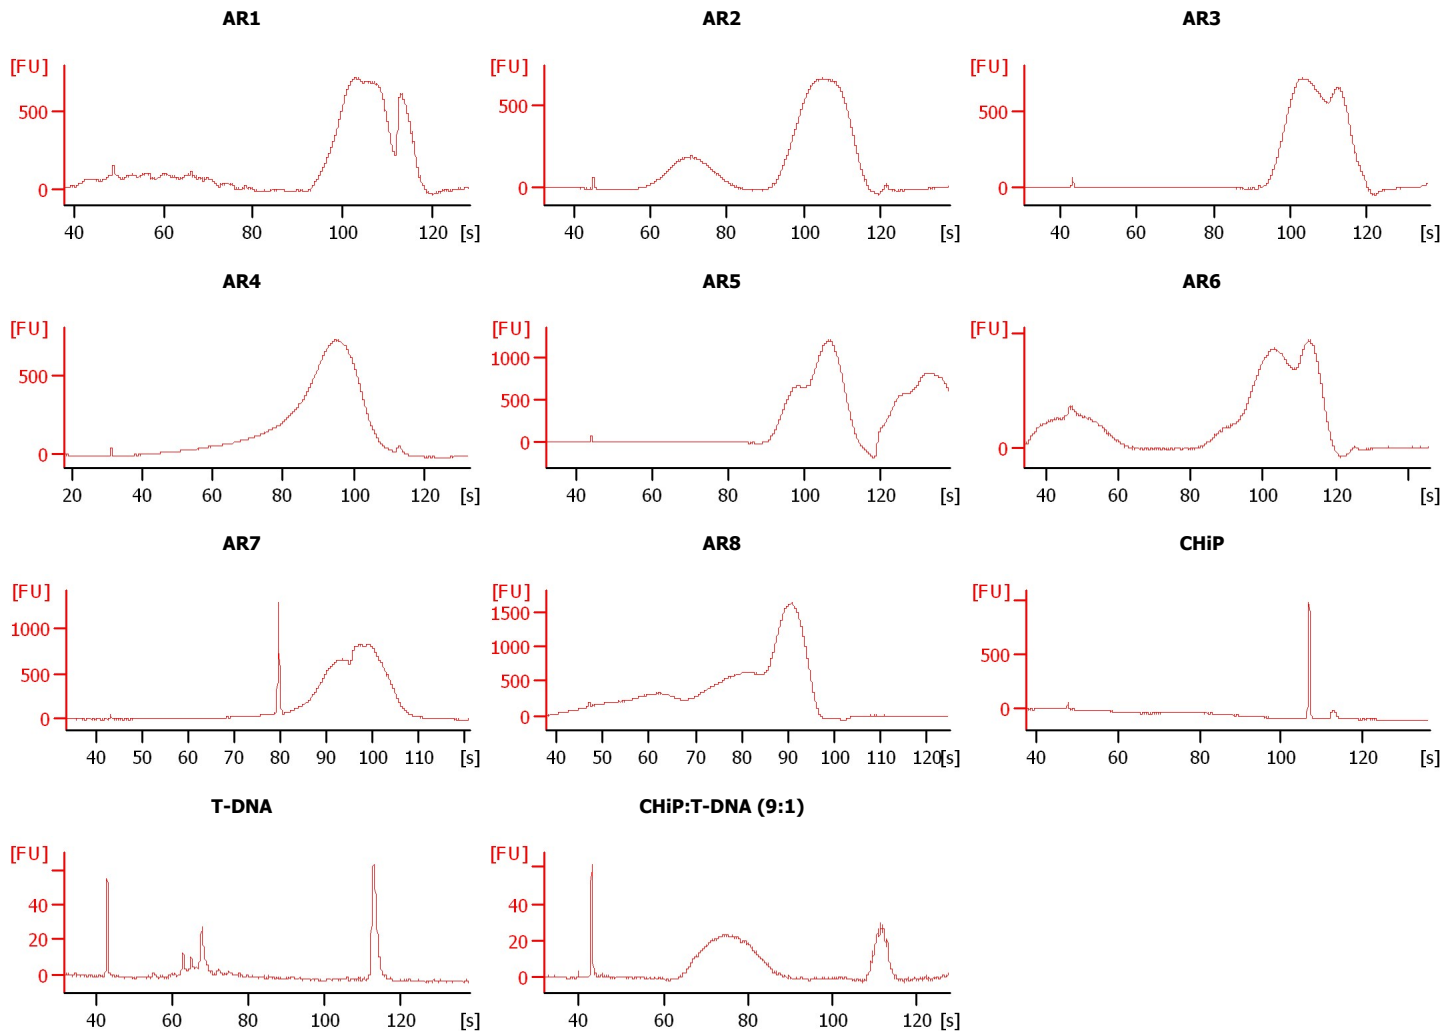 AR1 AR2 AR3
[FU] [FU] [FU]
500 500 500
0 0 0
40 60 80 100 120 [s] 40 60 80 100 120 [s] 40 60 80 100 120 [s]
AR4 AR5 AR6
[FU] [FU] [FU]
1000
500 500
0 0 0
20 40 60 80 100 120 [s] 40 60 80 100 120 [s] 40 60 80 100 120 [s]
AR7 AR8 CHiP
[FU] [FU] [FU]
1500
1000 1000
500 500 500
0 0 0
40 50 60 70 80 90 100 110 [s] 40 50 60 70 80 90 100 110 120 [s] 40 60 80 100 120 [s]
T-DNA CHiP:T-DNA (9:1)
[FU] [FU]
40 40
20 20
0 0
40 60 80 100 120 [s] 40 60 80 100 120 [s]